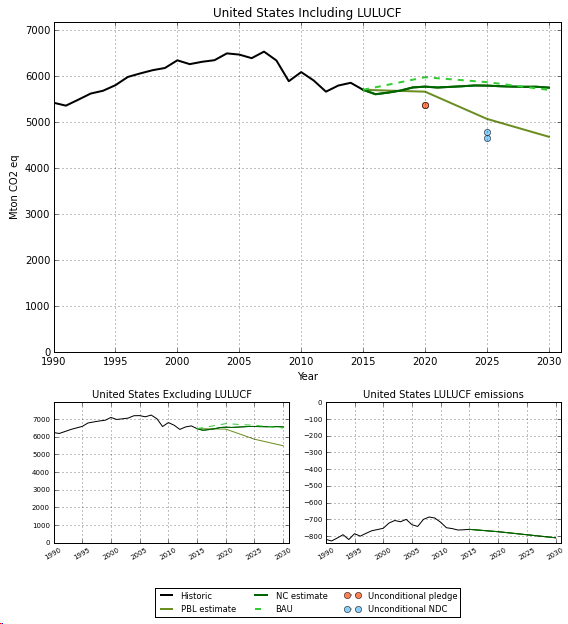 United States Including LULUCF
7000
6000
5000
4000
3000
2000
1000
0
Mton CO2 eq
1990 1995 2000 2005 2010 2015 2020 2025 2030
Year
United States Excluding LULUCF
7000
6000
5000
4000
3000
2000
1000
0
1990 1995 2000 2005 2010 2015 2020 2025 2030
United States LULUCF emissions
0
−100
−200
−300
−400
−500
−600
−700
−800
1990 1995 2000 2005 2010 2015 2020 2025 2030
Historic
PBL estimate
NC estimate
BAU
Unconditional pledge
Unconditional NDC